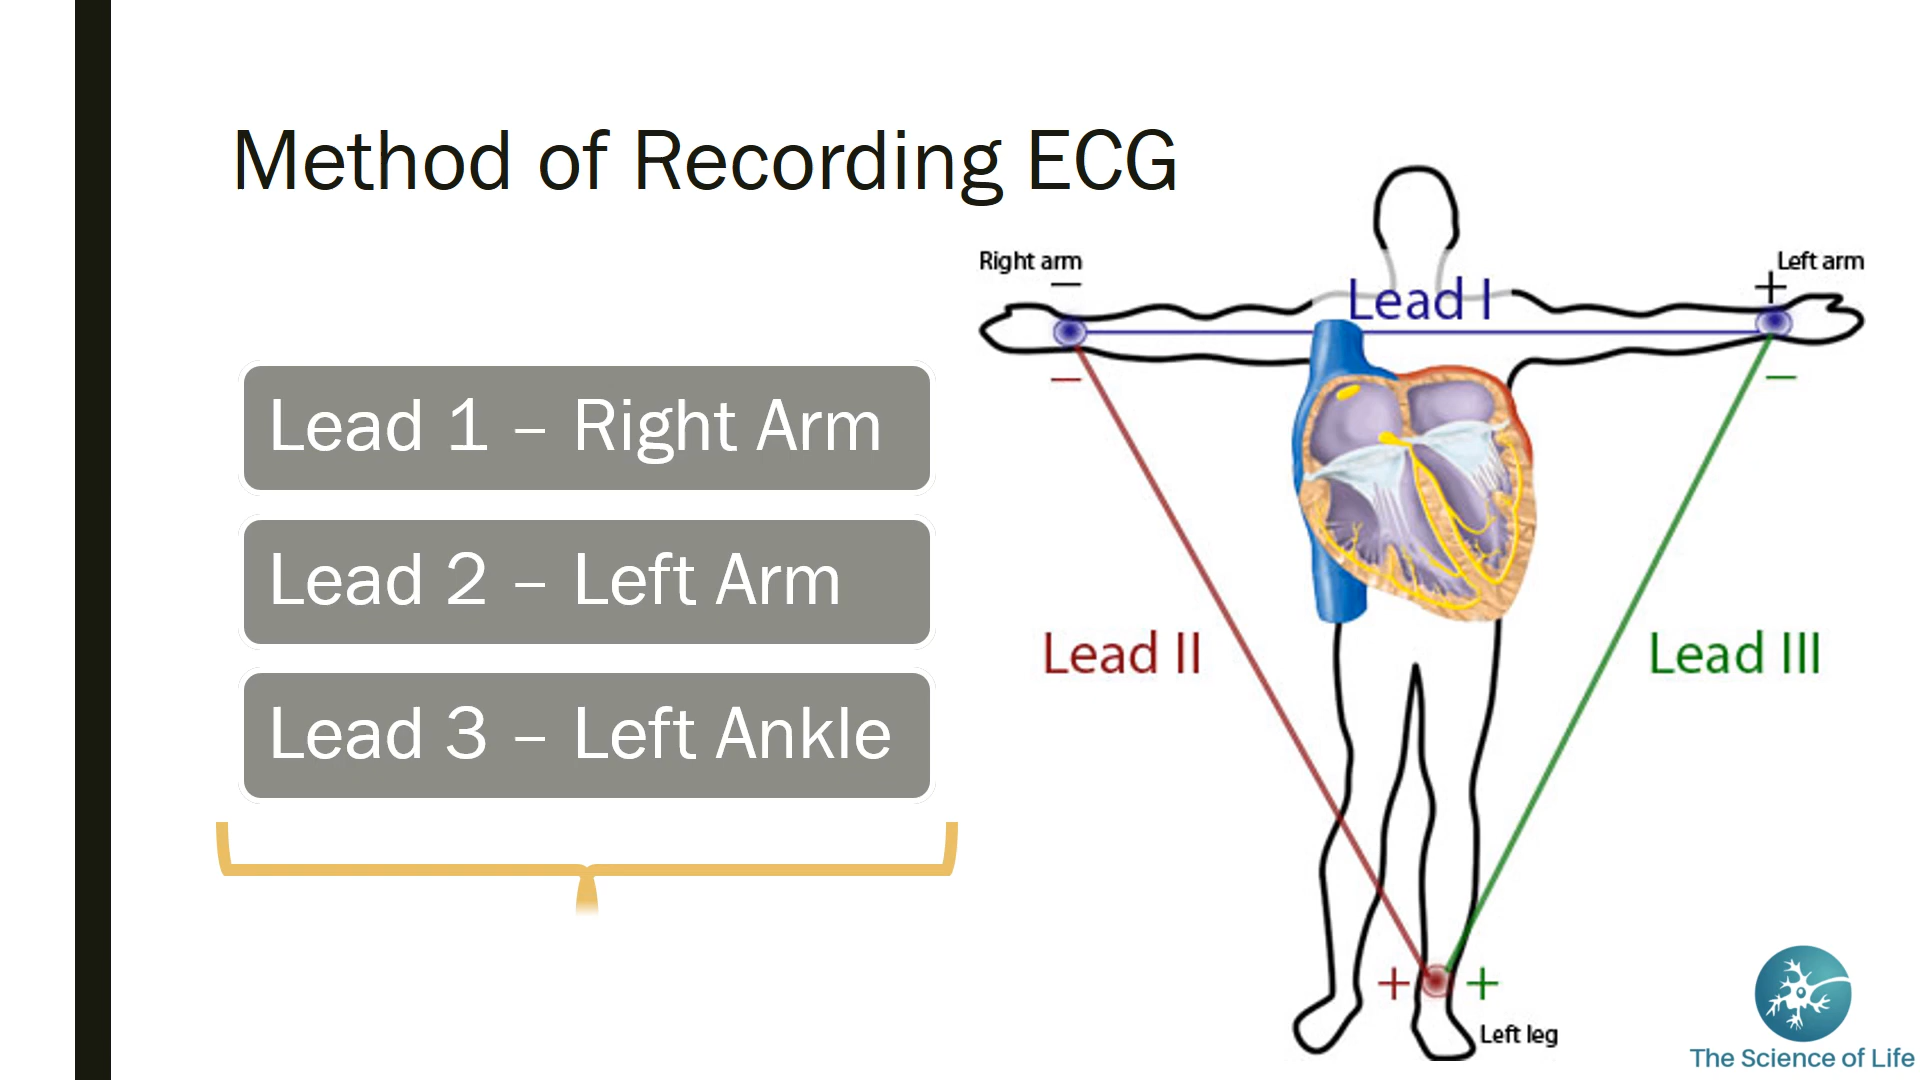 Method of Recording ECG
Lead 1 – Right Arm
Lead 2 – Left Arm
Lead 3 – Left Ankle
Right arm
−
Left arm
+
Lead I
−
−
Lead II
Lead III
+
+
Left leg
The Science of Life